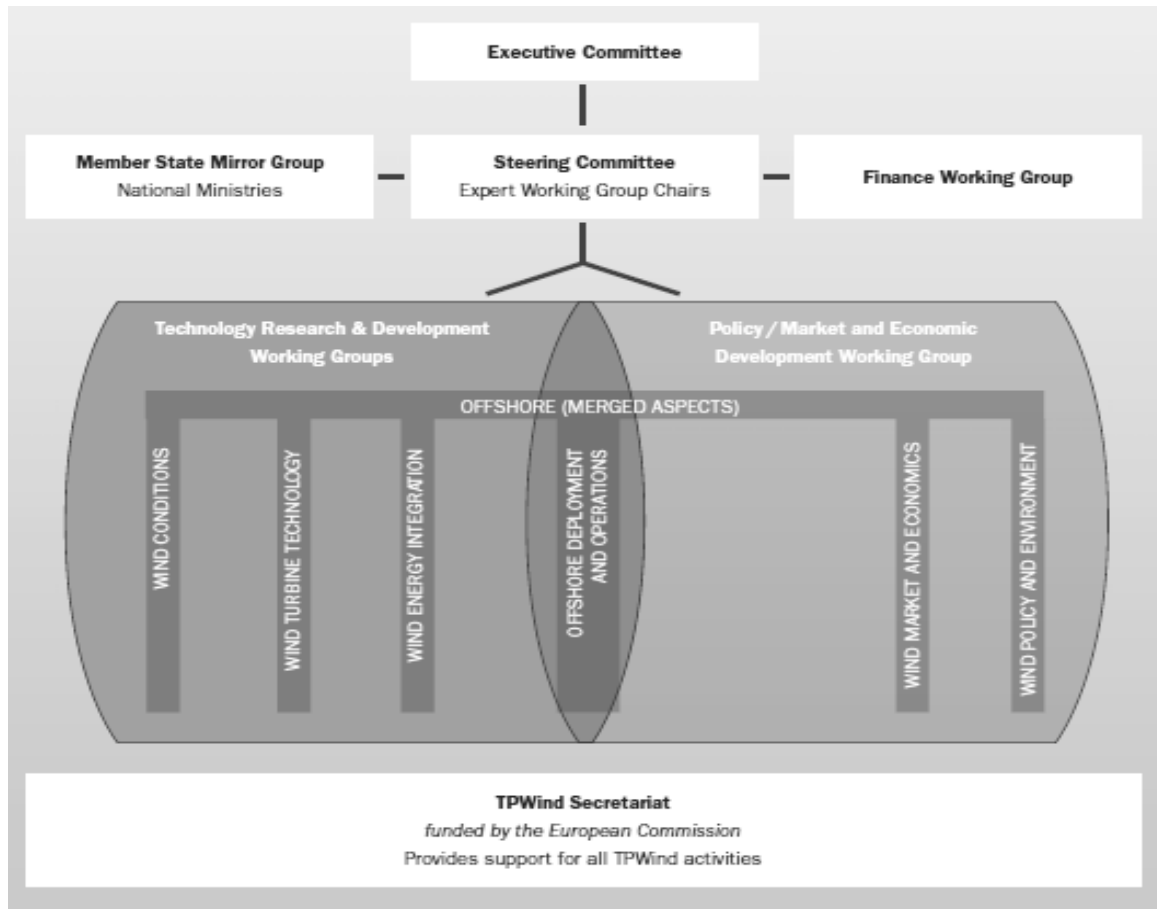 Executive Committee
Member State Mirror Group
National Ministries
Steering Committee
Expert Working Group Chairs
Finance Working Group
Technology Research & Development
Working Groups
Policy / Market and Economic
Development Working Group
OFFSHORE (MERGED ASPECTS)
WIND CONDITIONS
WIND TURBINE TECHNOLOGY
WIND ENERGY INTEGRATION
OFFSHORE DEPLOYMENT
AND OPERATIONS
WIND MARKET AND ECONOMICS
WIND POLICY AND ENVIRONMENT
TPWind Secretariat
funded by the European Commission
Provides support for all TPWind activities